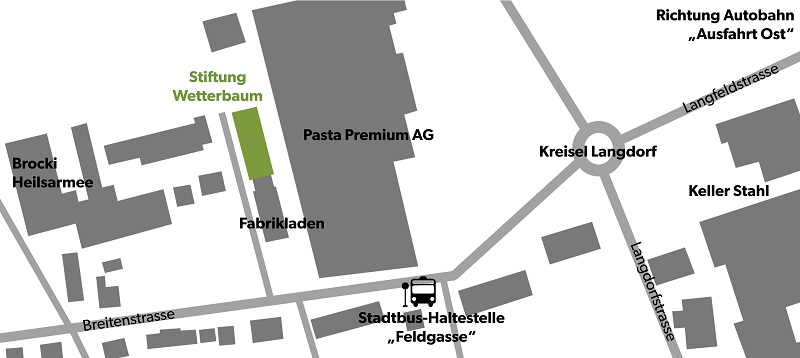 Richtung Autobahn
„Ausfahrt Ost“
Stiftung
Wetterbaum
Langfeldstrasse
Pasta Premium AG
Kreisel Langdorf
Brocki
Heilsarmee
Keller Stahl
Fabrikladen
Langdorfstrasse
Breitenstrasse
Stadtbus-Haltestelle
„Feldgasse“